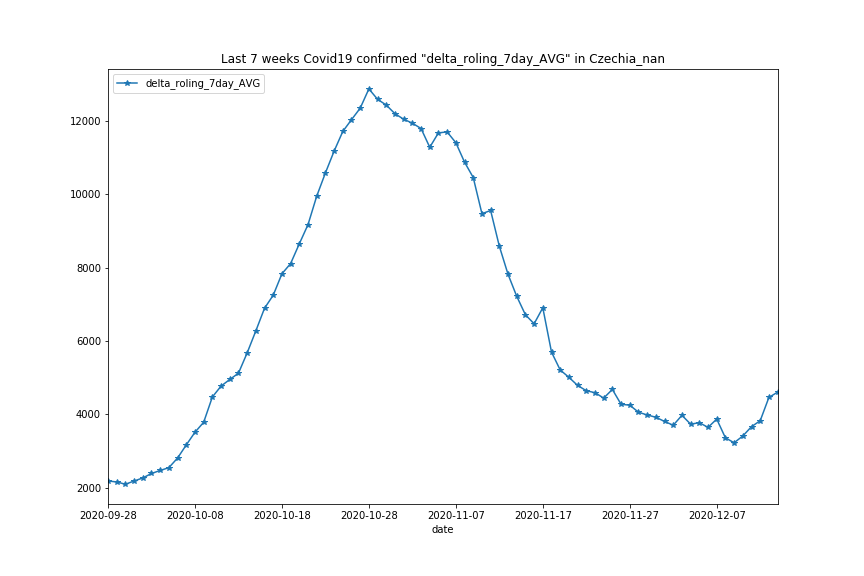 Last 7 weeks Covid19 confirmed "delta_roling_7day_AVG" in Czechia_nan
delta_roling_7day_AVG
12000
10000
8000
6000
4000
2000
2020-09-28 2020-10-08 2020-10-18 2020-10-28 2020-11-07 2020-11-17 2020-11-27 2020-12-07
date